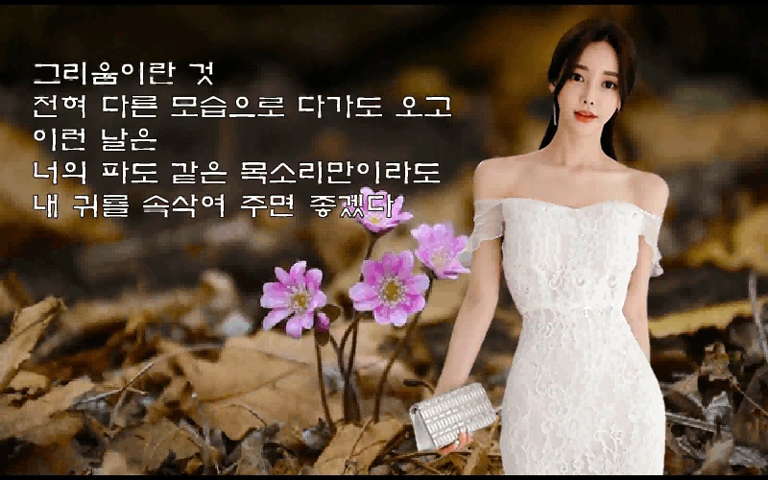 그리움이란 것
전혀 다른 모습으로 다가도 오고
이런 날은
너의 파도 같은 목소리만이라도
내 귀를 속삭여 주면 좋겠다